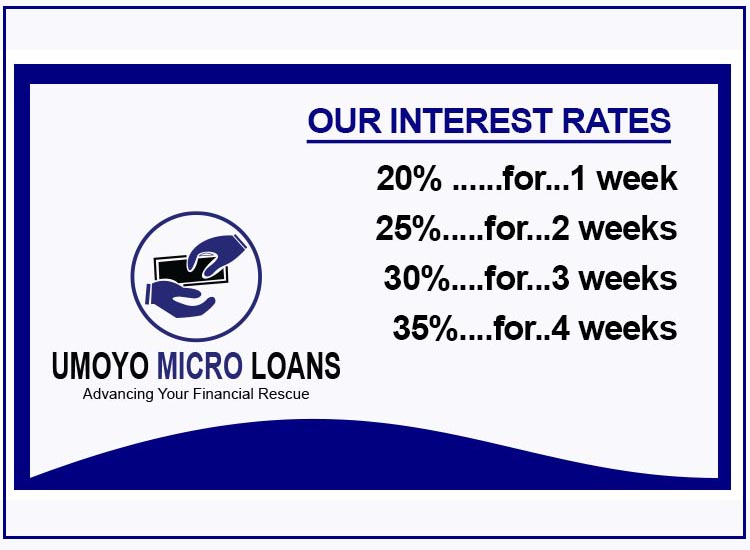 OUR INTEREST RATES
20% ......for...1 week
25%.....for...2 weeks
30%....for...3 weeks
35%....for..4 weeks
UMOYO MICRO LOANS
Advancing Your Financial Rescue